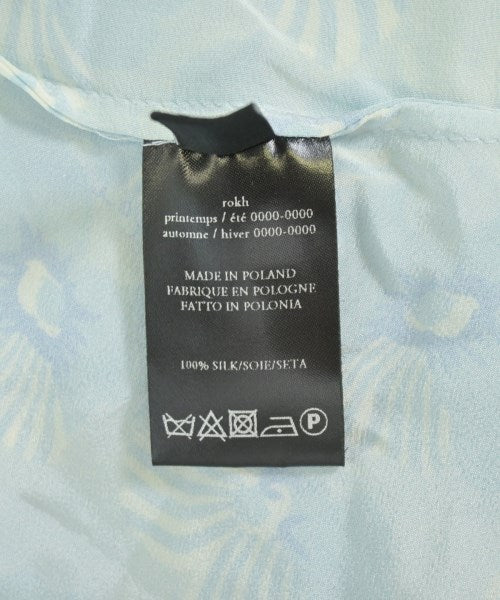 rokh
printemps / été 0000-0000
automne / hiver 0000-0000
MADE IN POLAND
FABRIQUE EN POLOGNE
FATTO IN POLONIA
100% SILK/SOIE/SETA
P